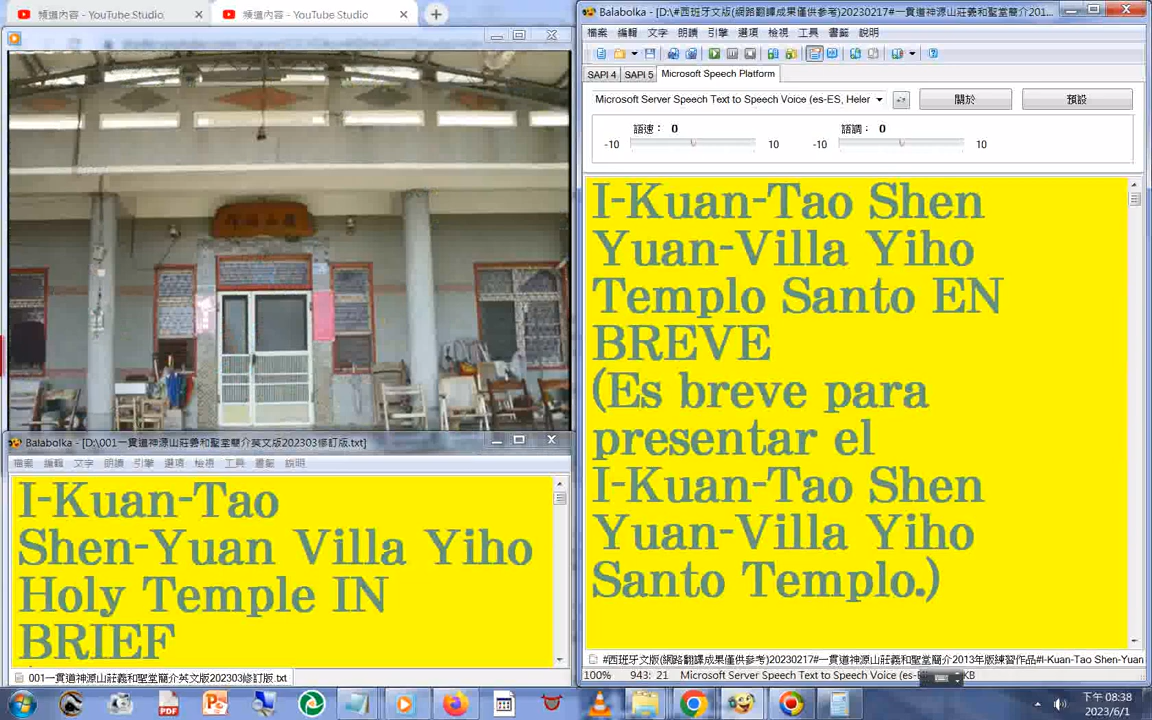 頻道內容 - YouTube Studio
頻道內容 - YouTube Studio
Balabolka - [D:\#西班牙文版(網路翻譯成果僅供參考)20230217#一貫道神源山莊義和聖堂簡介201...
檔案 編輯 文字 朗讀 引擎 選項 檢視 工具 書籤 說明
SAPI 4 SAPI 5 Microsoft Speech Platform
Microsoft Server Speech Text to Speech Voice (es-ES, Heler
關於
預設
語速： 0
語調： 0
-10 10 -10 10
I-Kuan-Tao Shen
Yuan-Villa Yiho
Templo Santo EN
BREVE
(Es breve para
presentar el
I-Kuan-Tao Shen
Yuan-Villa Yiho
Santo Templo.)
#西班牙文版(網路翻譯成果僅供參考)20230217#一貫道神源山莊義和聖堂簡介2013年版練習作品#I-Kuan-Tao Shen-Yuan
100% 943: 21 Microsoft Server Speech Text to Speech Voice (es-E KB
Balabolka - [D:\001一貫道神源山莊義和聖堂簡介英文版202303修訂版.txt]
檔案 編輯 文字 朗讀 引擎 選項 檢視 工具 書籤 說明
I-Kuan-Tao
Shen-Yuan Villa Yiho
Holy Temple IN
BRIEF
001一貫道神源山莊義和聖堂簡介英文版202303修訂版.txt
PDF
下午 08:38
2023/6/1